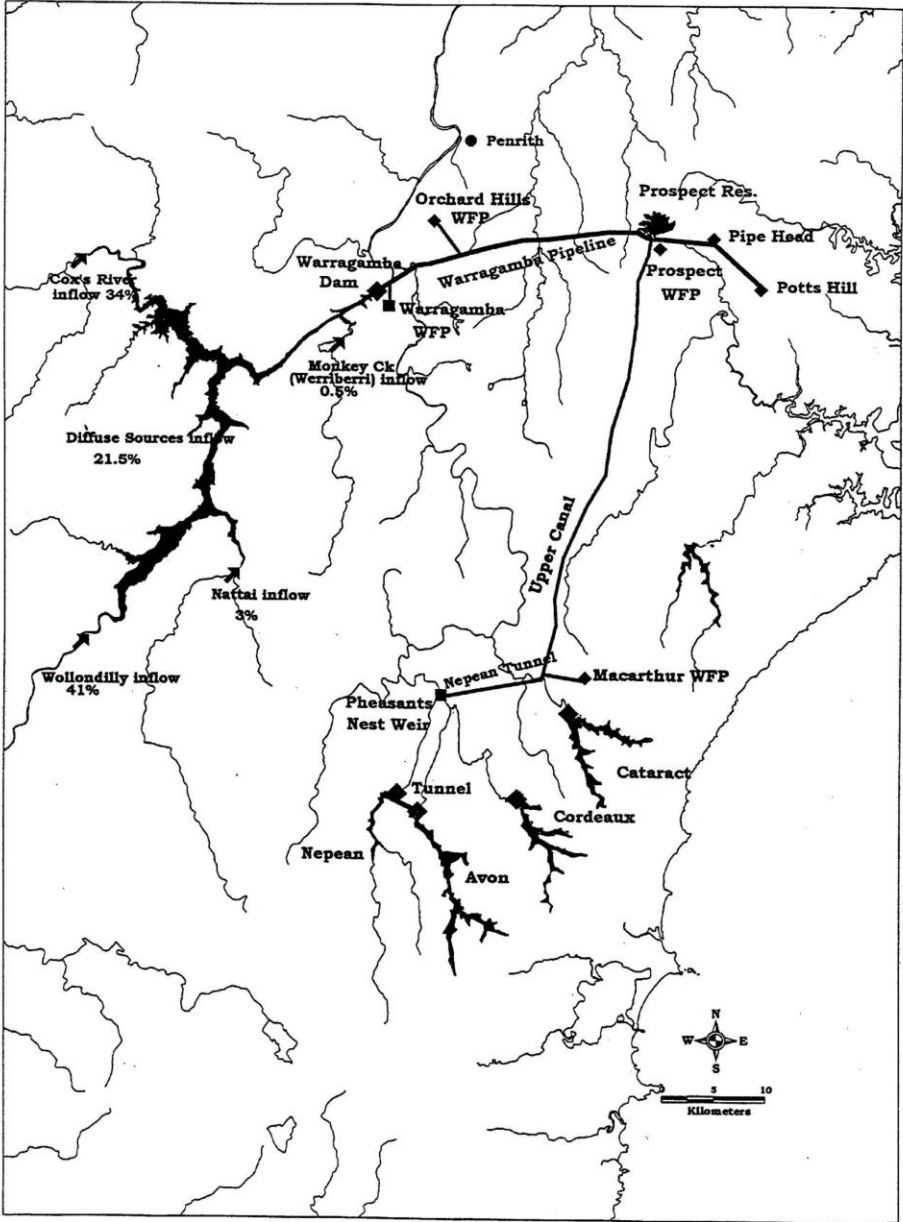 Penrith
Orchard Hills
WFP
Prospect Res.
Pipe Head
Warragamba Pipeline
Prospect
WFP
Potts Hill
Warragamba
Dam
Warragamba
WFP
Cox's River
inflow 34%
Monkey Ck
(Werriberri) inflow
0.5%
Diffuse Sources inflow
21.5%
Upper Canal
Nattai inflow
3%
Wollondilly inflow
41%
Nepean Tunnel
Macarthur WFP
Pheasants
Nest Weir
Cataract
Tunnel
Cordeaux
Nepean
Avon
N
W
E
S
0 5 10
Kilometers